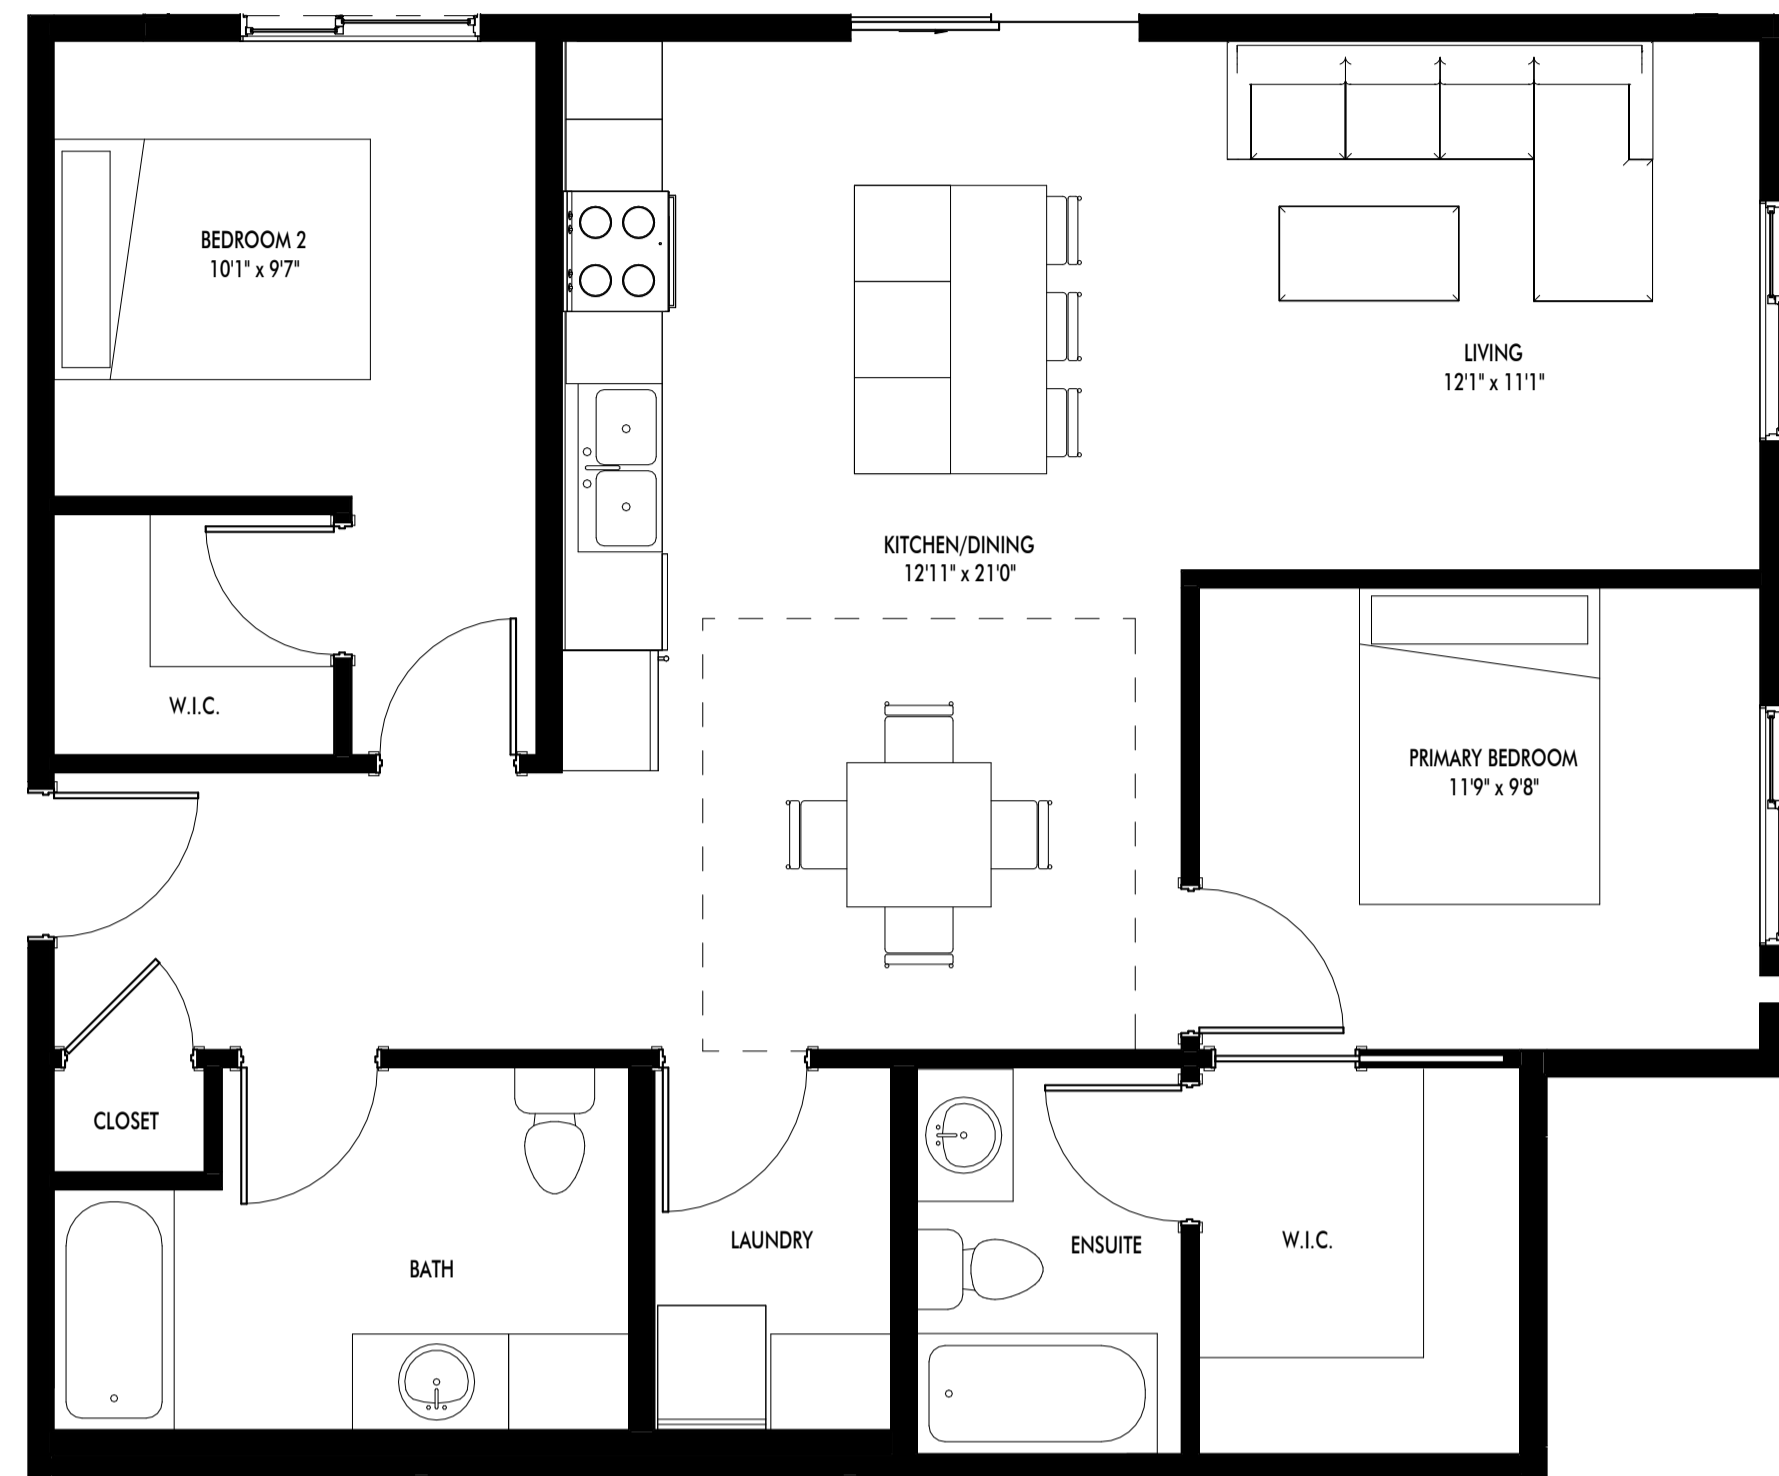 BEDROOM 2
10'1" x 9'7"
LIVING
12'1" x 11'1"
KITCHEN/DINING
12'11" x 21'0"
W.I.C.
PRIMARY BEDROOM
11'9" x 9'8"
CLOSET
BATH
LAUNDRY
ENSUITE
W.I.C.